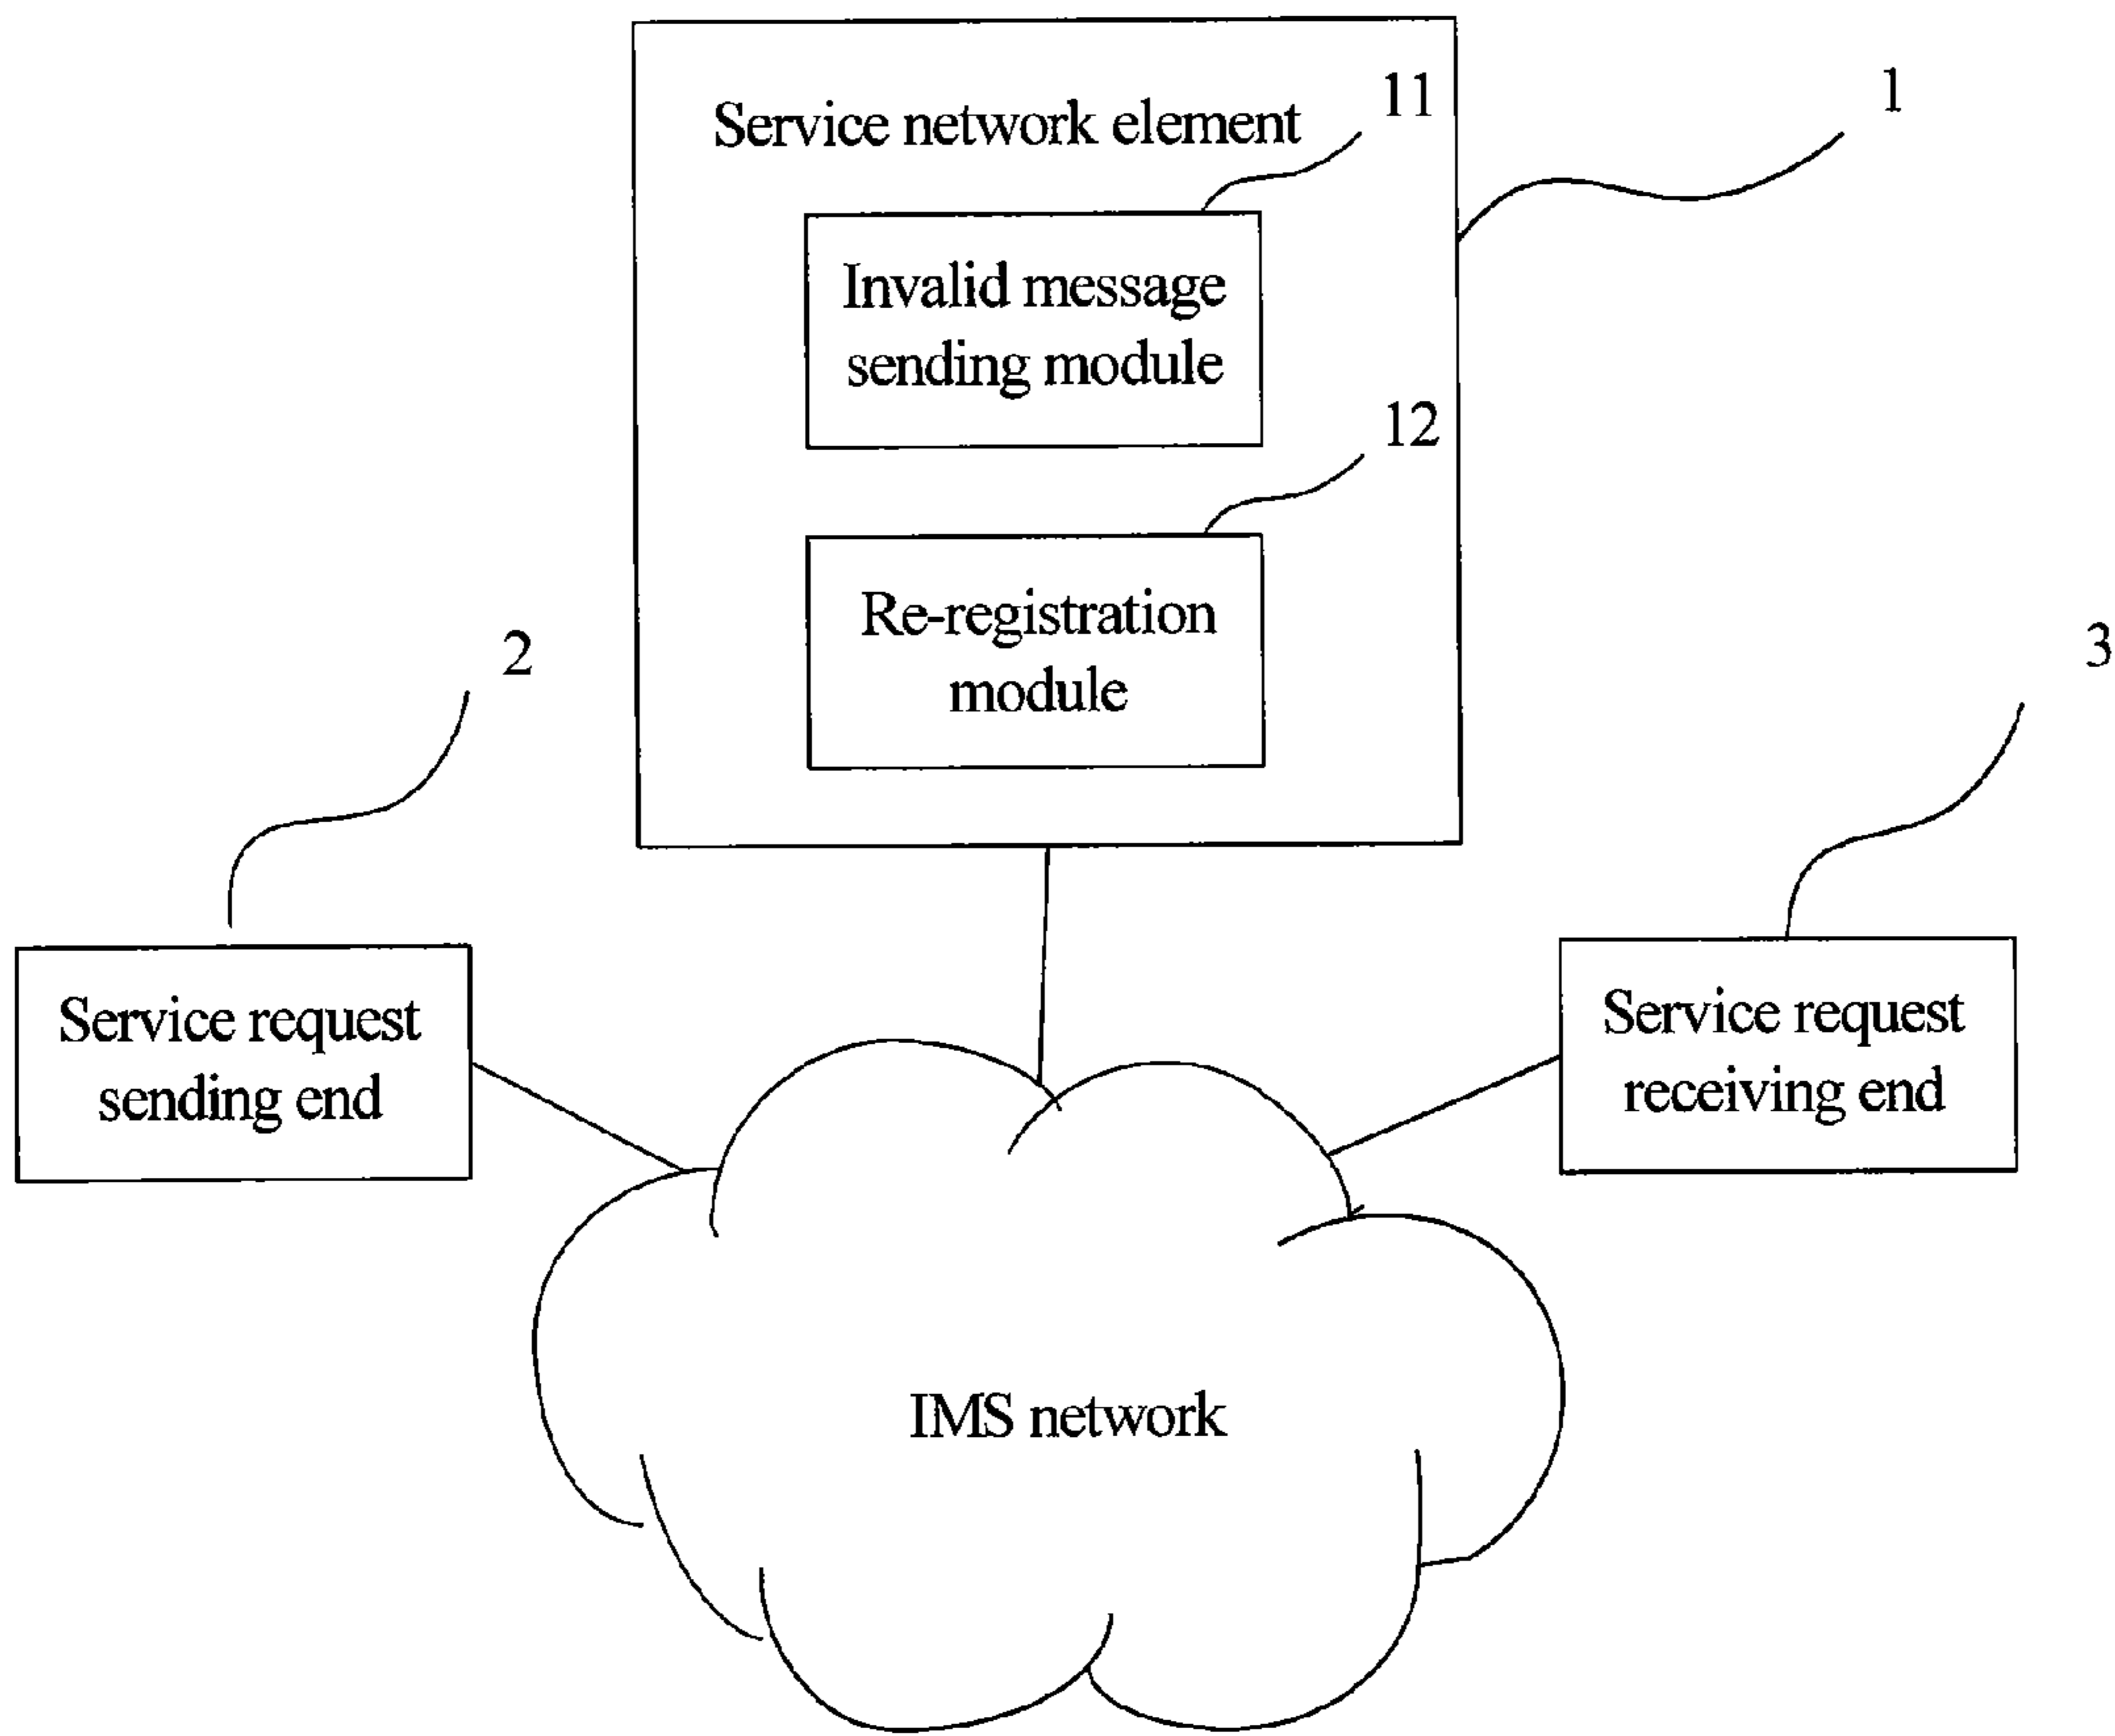 Service network element
11
1
Invalid message
sending module
12
Re-registration
module
2
3
Service request
sending end
Service request
receiving end
IMS network